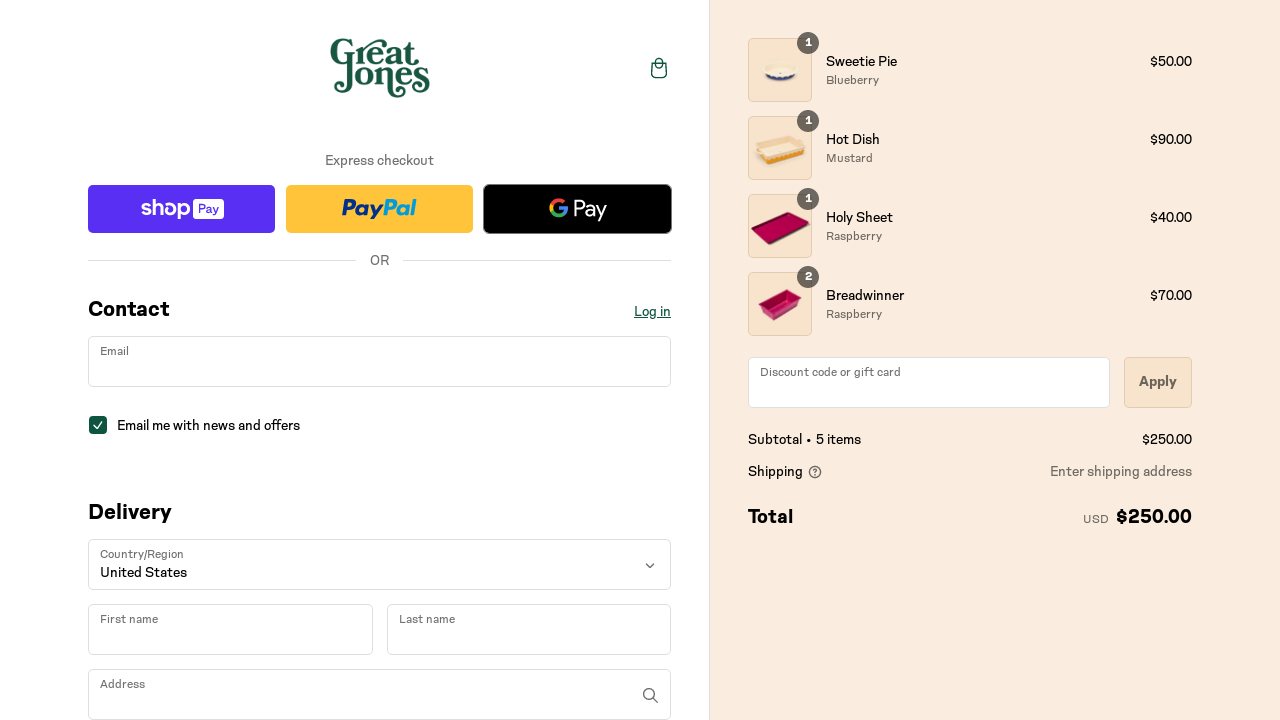 Great
Jones
Express checkout
shop Pay
PayPal
G Pay
OR
Contact
Log in
Email
Email me with news and offers
Delivery
Country/Region
United States
First name
Last name
Address
1
Sweetie Pie
$50.00
Blueberry
1
Hot Dish
$90.00
Mustard
1
Holy Sheet
$40.00
Raspberry
2
Breadwinner
$70.00
Raspberry
Discount code or gift card
Apply
Subtotal • 5 items
$250.00
Shipping
Enter shipping address
Total
USD $250.00